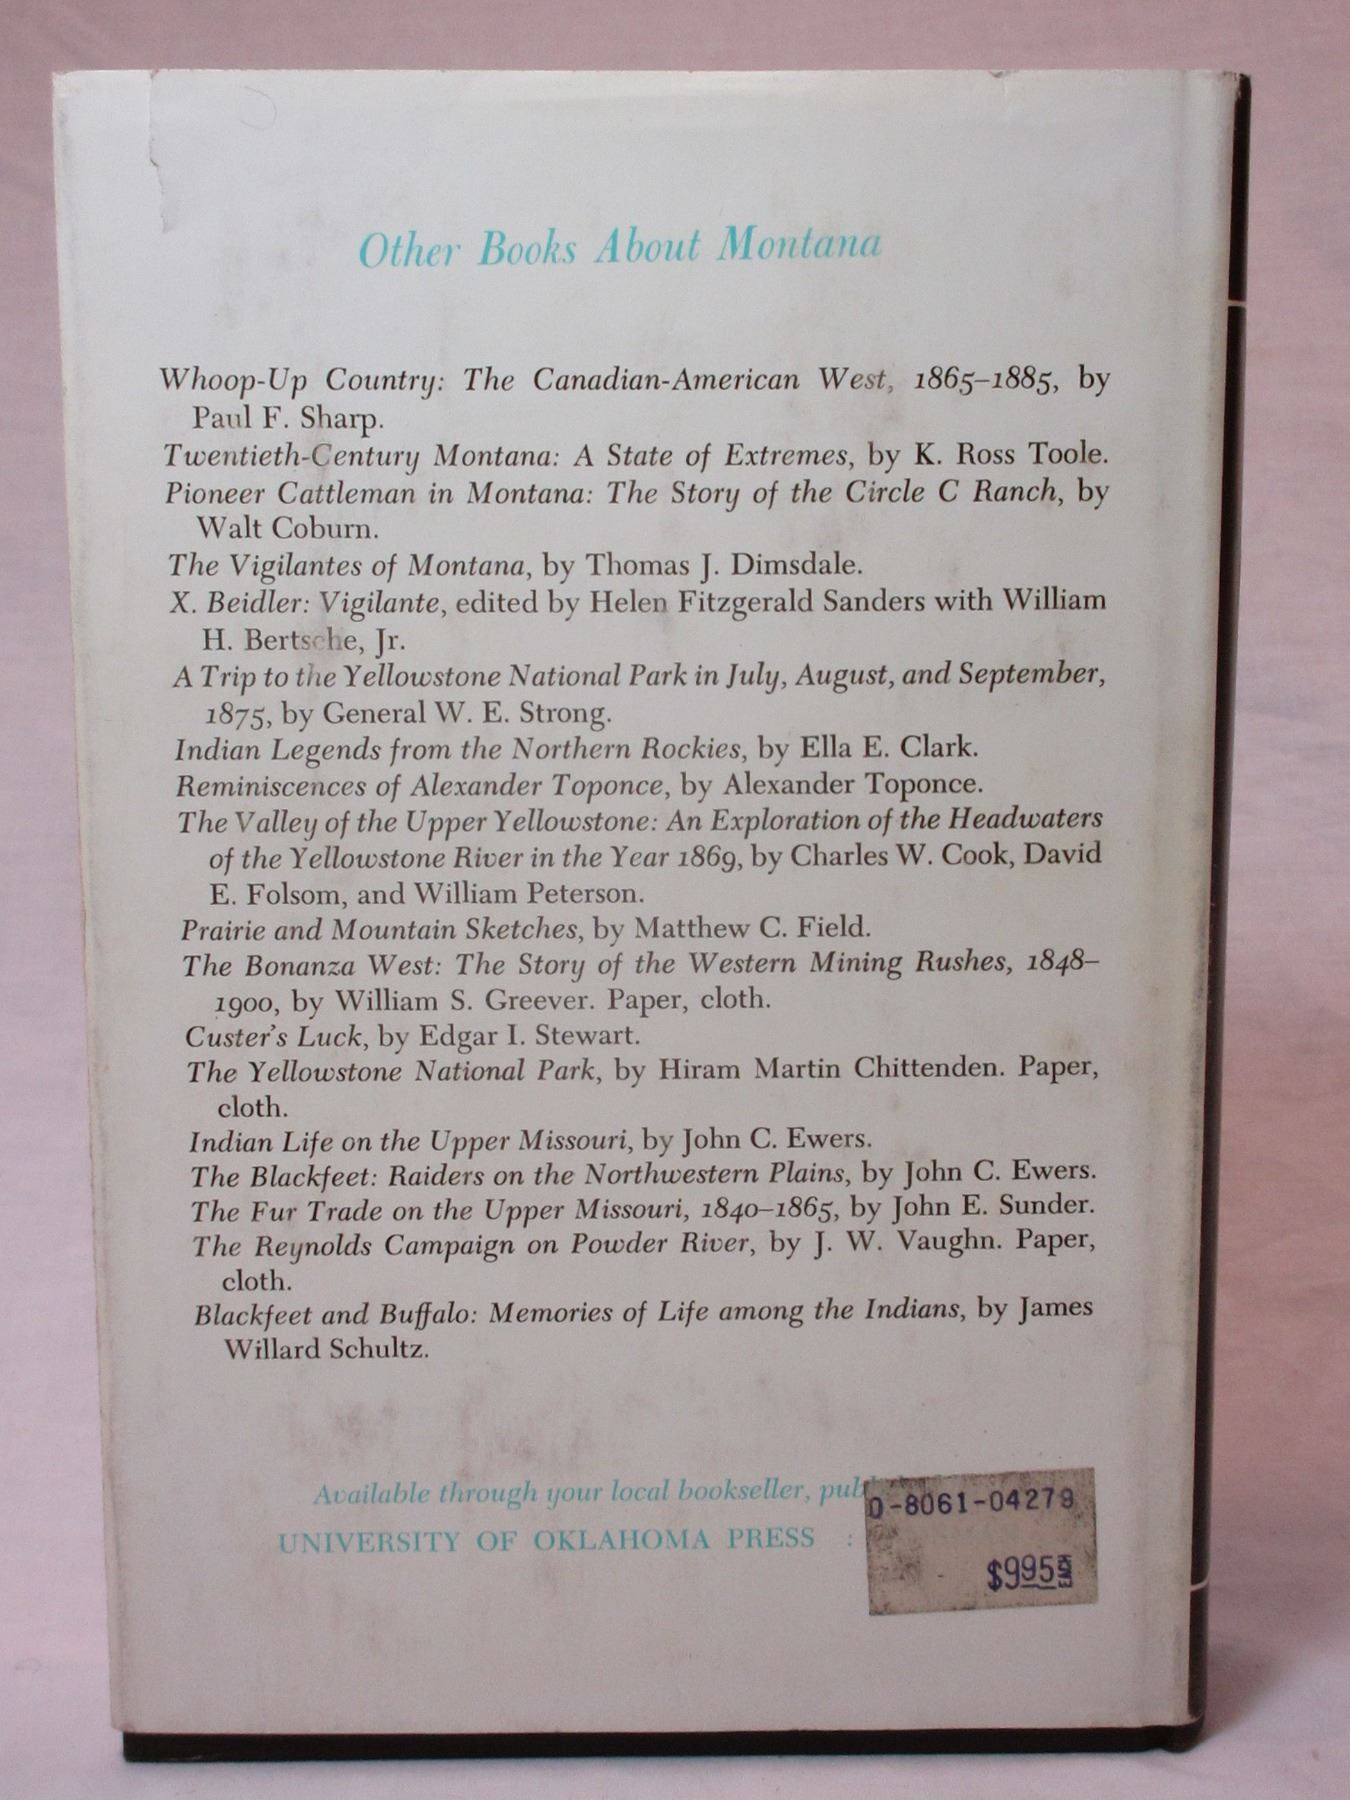 Other Books About Montana
Whoop-Up Country: The Canadian-American West, 1865–1885, by
Paul F. Sharp.
Twentieth-Century Montana: A State of Extremes, by K. Ross Toole.
Pioneer Cattleman in Montana: The Story of the Circle C Ranch, by
Walt Coburn.
The Vigilantes of Montana, by Thomas J. Dimsdale.
X. Beidler: Vigilante, edited by Helen Fitzgerald Sanders with William
H. Bertsche, Jr.
A Trip to the Yellowstone National Park in July, August, and September,
1875, by General W. E. Strong.
Indian Legends from the Northern Rockies, by Ella E. Clark.
Reminiscences of Alexander Toponce, by Alexander Toponce.
The Valley of the Upper Yellowstone: An Exploration of the Headwaters
of the Yellowstone River in the Year 1869, by Charles W. Cook, David
E. Folsom, and William Peterson.
Prairie and Mountain Sketches, by Matthew C. Field.
The Bonanza West: The Story of the Western Mining Rushes, 1848–
1900, by William S. Greever. Paper, cloth.
Custer's Luck, by Edgar I. Stewart.
The Yellowstone National Park, by Hiram Martin Chittenden. Paper,
cloth.
Indian Life on the Upper Missouri, by John C. Ewers.
The Blackfeet: Raiders on the Northwestern Plains, by John C. Ewers.
The Fur Trade on the Upper Missouri, 1840–1865, by John E. Sunder.
The Reynolds Campaign on Powder River, by J. W. Vaughn. Paper,
cloth.
Blackfeet and Buffalo: Memories of Life among the Indians, by James
Willard Schultz.
Available through your local bookseller,
UNIVERSITY OF OKLAHOMA PRESS :
0-8061-04279
$9.95